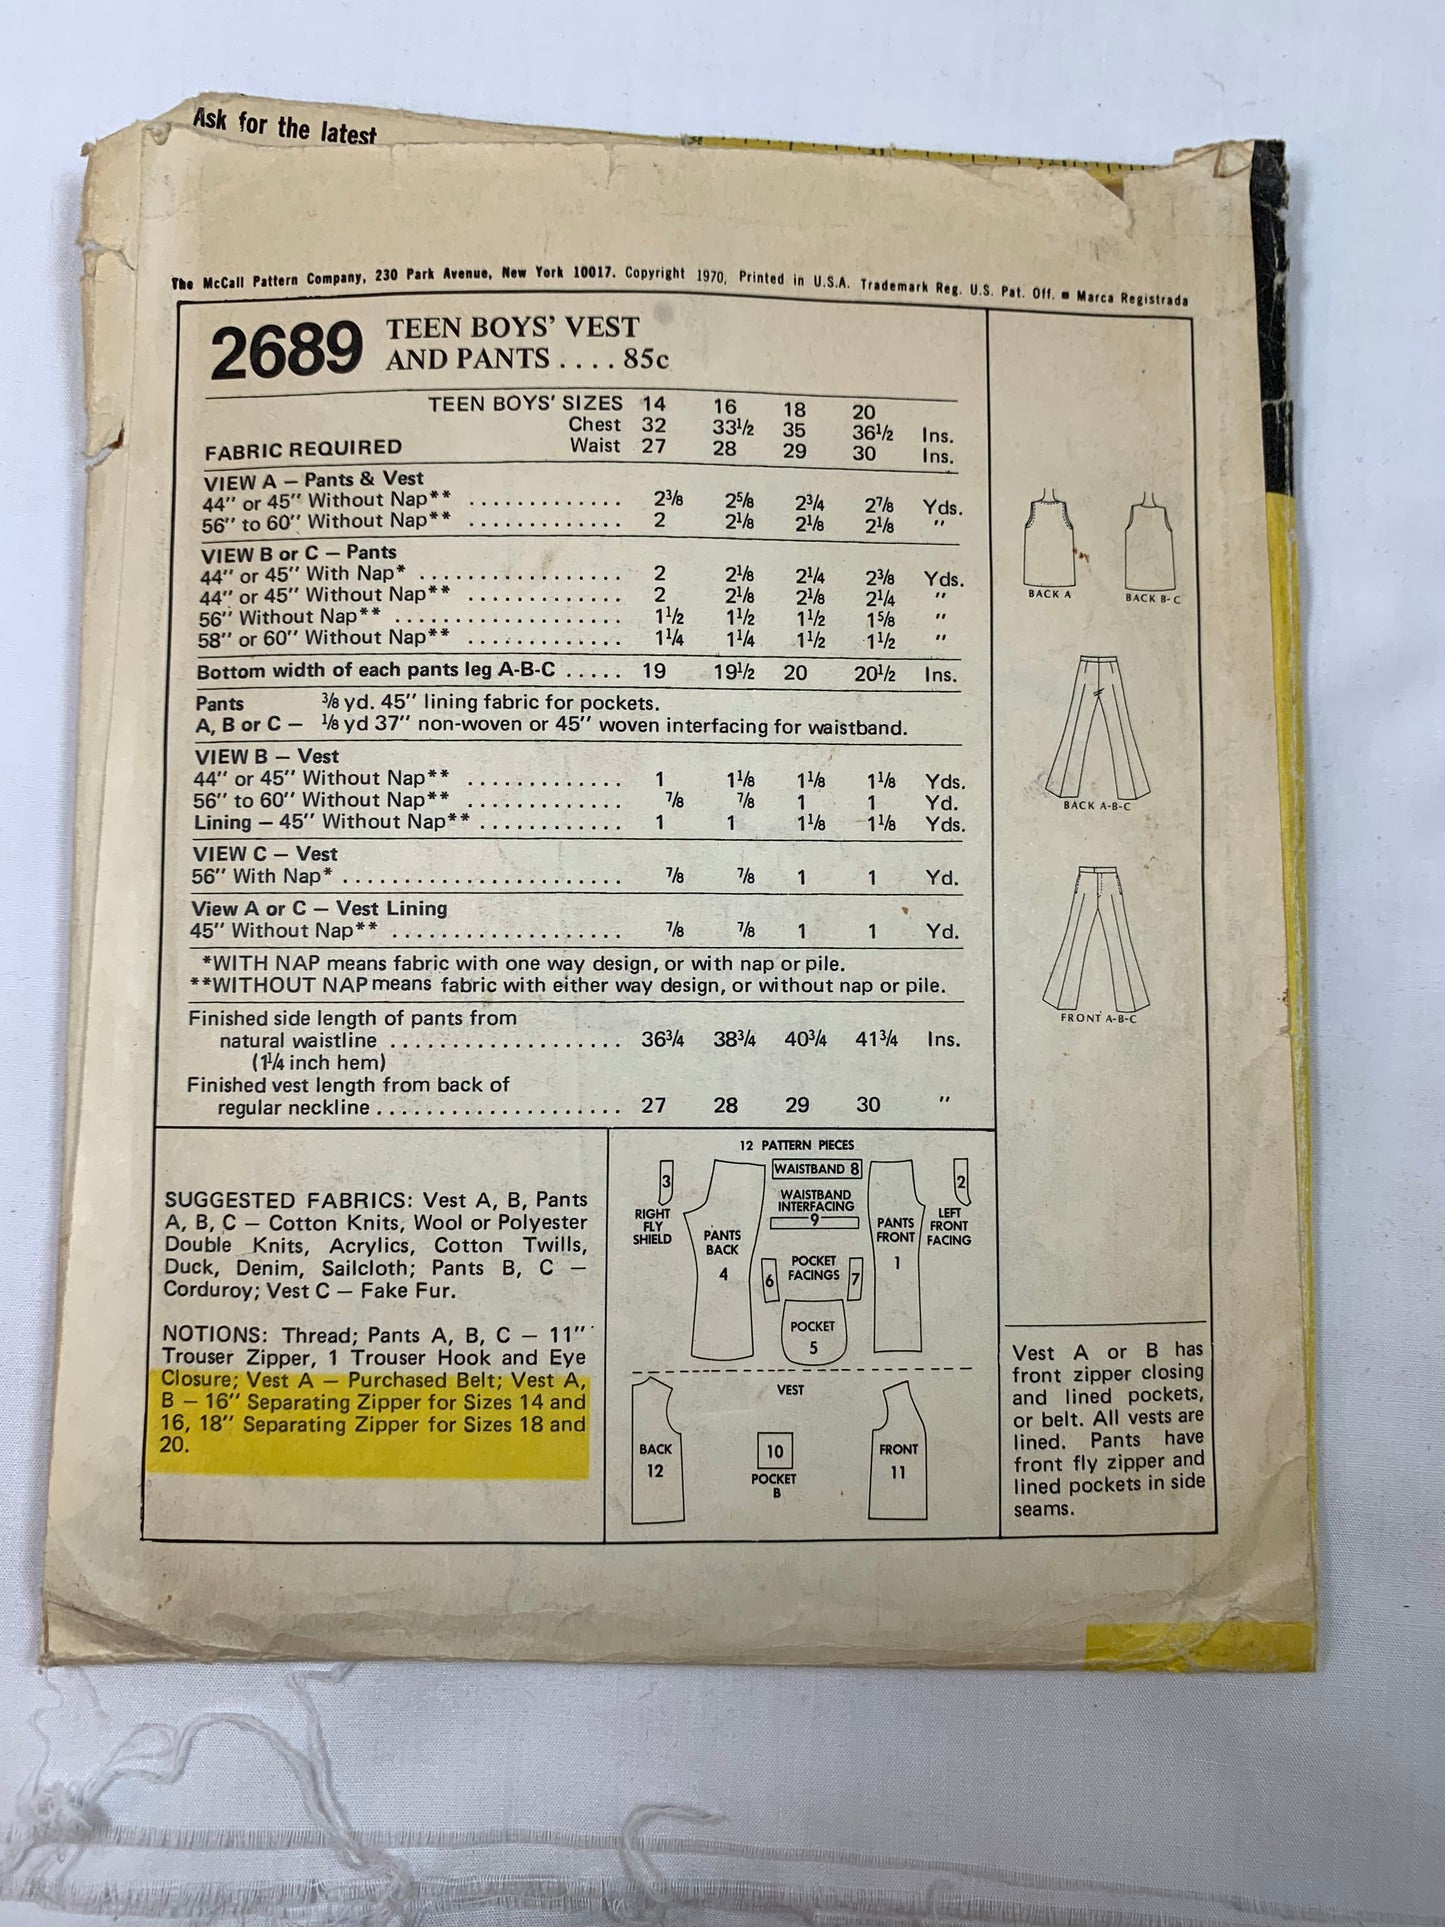 Ask for the latest
The McCall Pattern Company, 230 Park Avenue, New York 10017. Copyright 1970, Printed in U.S.A. Trademark Reg. U.S. Pat. Off. ■ Marca Registrada
2689 TEEN BOYS' VEST
AND PANTS .... 85c
TEEN BOYS' SIZES 14 16 18 20
Chest 32 33½ 35 36½ Ins.
FABRIC REQUIRED Waist 27 28 29 30 Ins.
VIEW A – Pants & Vest
44" or 45" Without Nap** ............. 2⅜ 2⅝ 2¾ 2⅞ Yds.
56" to 60" Without Nap** ............. 2 2⅛ 2⅛ 2⅛ "
VIEW B or C – Pants
44" or 45" With Nap* ................. 2 2⅛ 2¼ 2⅜ Yds.
44" or 45" Without Nap** ............. 2 2⅛ 2⅛ 2¼ "
56" Without Nap** ................... 1½ 1½ 1½ 1⅝ "
58" or 60" Without Nap** ............. 1¼ 1¼ 1½ 1½ "
Bottom width of each pants leg A-B-C ..... 19 19½ 20 20½ Ins.
Pants ⅜ yd. 45" lining fabric for pockets.
A, B or C – ⅛ yd 37" non-woven or 45" woven interfacing for waistband.
VIEW B – Vest
44" or 45" Without Nap** ............. 1 1⅛ 1⅛ 1⅛ Yds.
56" to 60" Without Nap** ............. ⅞ ⅞ 1 1 Yd.
Lining – 45" Without Nap** ............ 1 1 1⅛ 1⅛ Yds.
VIEW C – Vest
56" With Nap* ....................... ⅞ ⅞ 1 1 Yd.
View A or C – Vest Lining
45" Without Nap** ................... ⅞ ⅞ 1 1 Yd.
*WITH NAP means fabric with one way design, or with nap or pile.
**WITHOUT NAP means fabric with either way design, or without nap or pile.
Finished side length of pants from
natural waistline ................... 36¾ 38¾ 40¾ 41¾ Ins.
(1¼ inch hem)
Finished vest length from back of
regular neckline .................... 27 28 29 30 "
BACK A
BACK B-C
BACK A-B-C
FRONT A-B-C
SUGGESTED FABRICS: Vest A, B, Pants
A, B, C – Cotton Knits, Wool or Polyester
Double Knits, Acrylics, Cotton Twills,
Duck, Denim, Sailcloth; Pants B, C –
Corduroy; Vest C – Fake Fur.
NOTIONS: Thread; Pants A, B, C – 11"
Trouser Zipper, 1 Trouser Hook and Eye
Closure; Vest A – Purchased Belt; Vest A,
B – 16" Separating Zipper for Sizes 14 and
16, 18" Separating Zipper for Sizes 18 and
20.
12 PATTERN PIECES
3
RIGHT
FLY
SHIELD
PANTS
BACK
4
WAISTBAND 8
WAISTBAND
INTERFACING
9
POCKET
FACINGS
6
7
POCKET
5
PANTS
FRONT
1
2
LEFT
FRONT
FACING
VEST
BACK
12
10
POCKET
B
FRONT
11
Vest A or B has
front zipper closing
and lined pockets,
or belt. All vests are
lined. Pants have
front fly zipper and
lined pockets in side
seams.